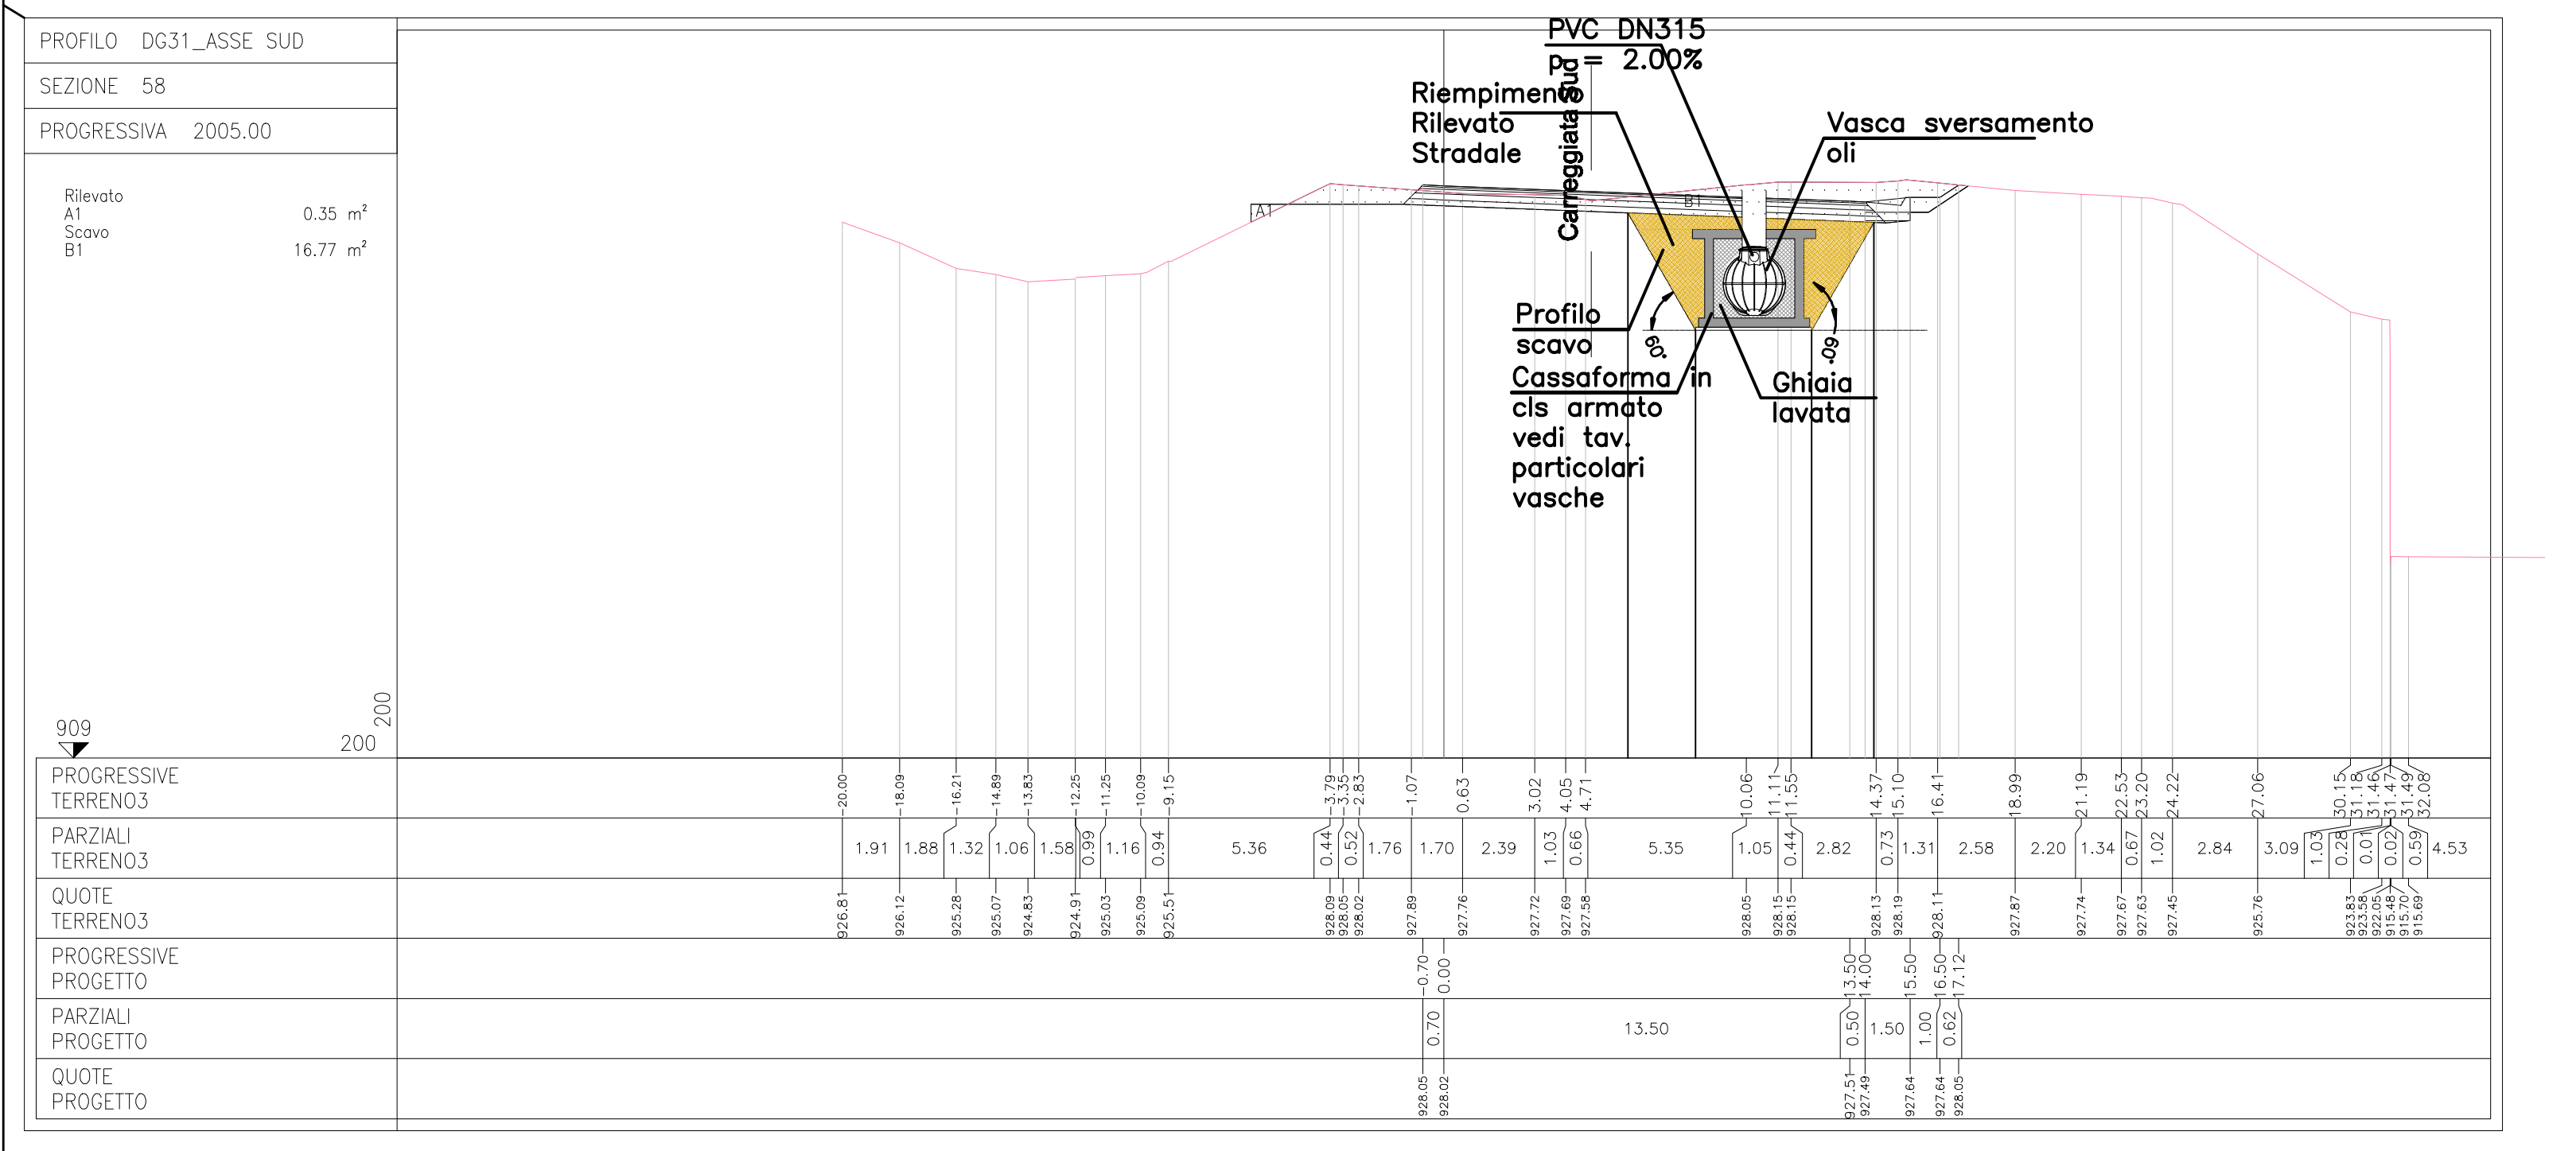 PROFILO DG31_ASSE SUD
SEZIONE 58
PROGRESSIVA 2005.00
Rilevato
A1 0.35 m²
Scavo
B1 16.77 m²
PVC DN315
p = 2.00%
Carreggiata Sud
Riempimento
Rilevato
Stradale
Vasca sversamento
oli
A1
B1
Profilo
scavo
60°
60°
Cassaforma in
cls armato
vedi tav.
particolari
vasche
Ghiaia
lavata
909
200
200
PROGRESSIVE
TERRENO3
-20.00 -18.09 -16.21 -14.89 -13.83 -12.25 -11.25 -10.09 -9.15 -3.79 -3.35 -2.83 -1.07 0.63 3.02 4.05 4.71 10.06 11.11 11.55 14.37 15.10 16.41 18.99 21.19 22.53 23.20 24.22 27.06 30.15 31.18 31.46 31.47 31.49 32.08
PARZIALI
TERRENO3
1.91 1.88 1.32 1.06 1.58 0.99 1.16 0.94 5.36 0.44 0.52 1.76 1.70 2.39 1.03 0.66 5.35 1.05 0.44 2.82 0.73 1.31 2.58 2.20 1.34 0.67 1.02 2.84 3.09 1.03 0.28 0.01 0.02 0.59 4.53
QUOTE
TERRENO3
926.81 926.12 925.28 925.07 924.83 924.91 925.03 925.09 925.51 928.09 928.05 928.02 927.89 927.76 927.72 927.69 927.58 928.05 928.15 928.15 928.13 928.19 928.11 927.87 927.74 927.67 927.63 927.45 925.76 923.83 923.58 922.05 915.48 915.70 915.69
PROGRESSIVE
PROGETTO
-0.70 0.00 13.50 14.00 15.50 16.50 17.12
PARZIALI
PROGETTO
0.70 13.50 0.50 1.50 1.00 0.62
QUOTE
PROGETTO
928.05 928.02 927.51 927.49 927.64 927.64 928.05